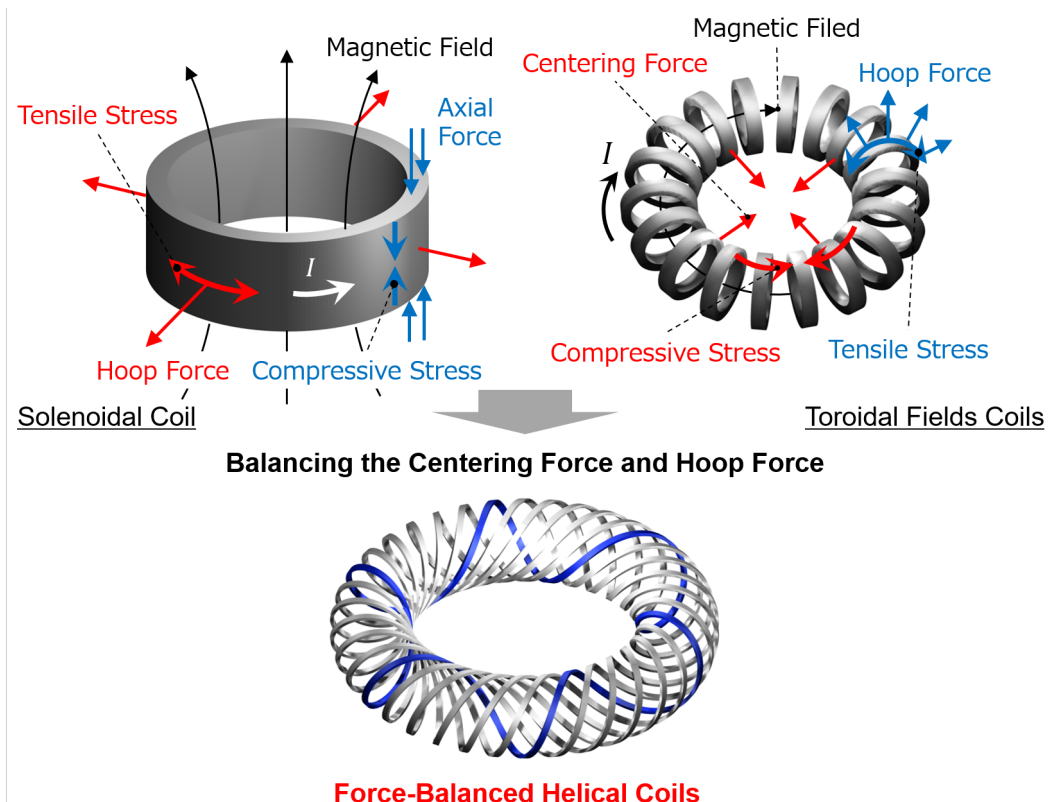 Magnetic Field
Tensile Stress
Axial
Force
I
Hoop Force
Compressive Stress
Solenoidal Coil
Magnetic Filed
Centering Force
Hoop Force
I
Compressive Stress
Tensile Stress
Toroidal Fields Coils
Balancing the Centering Force and Hoop Force
Force-Balanced Helical Coils